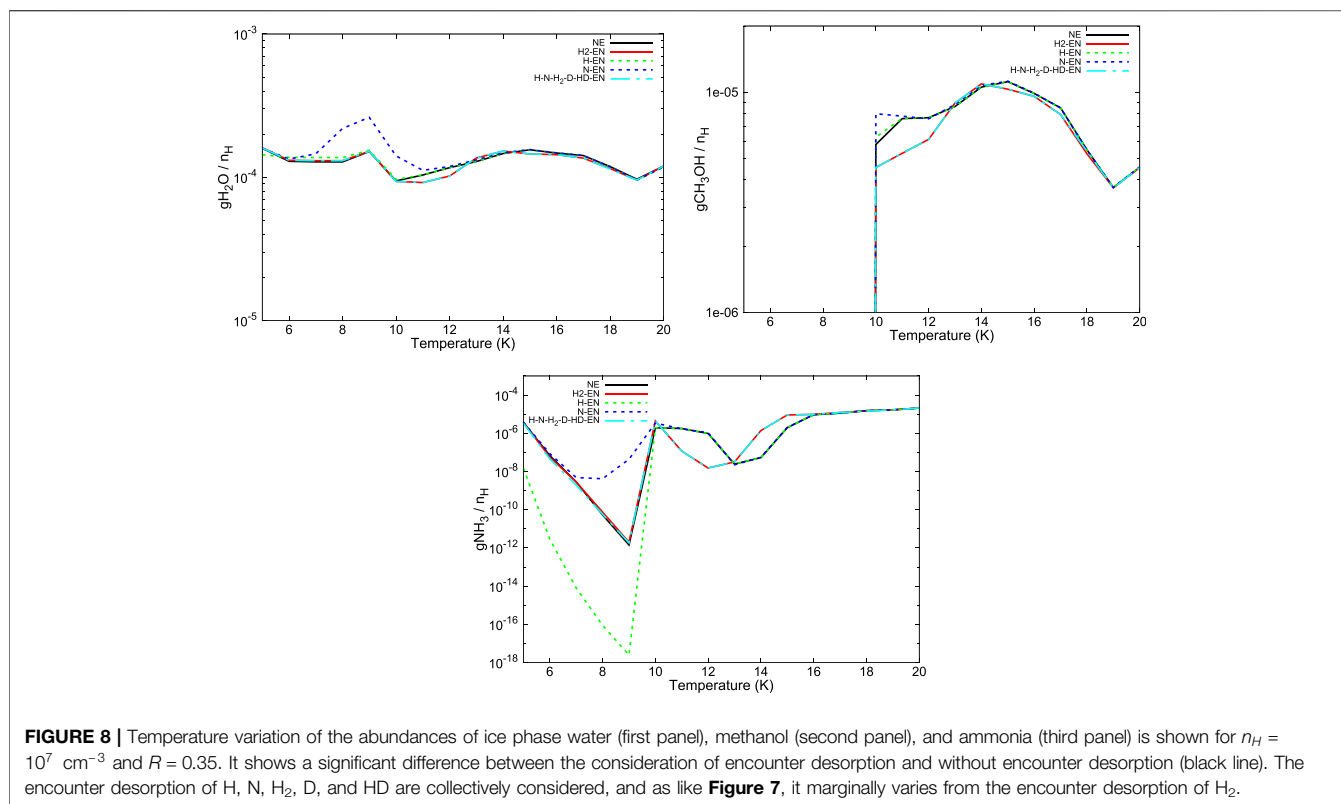 10⁻³
10⁻⁴
10⁻⁵
gH₂O / n_H
NE
H2-EN
H-EN
N-EN
H-N-H₂-D-HD-EN
6 8 10 12 14 16 18 20
Temperature (K)
1e-05
1e-06
gCH₃OH / n_H
NE
H2-EN
H-EN
N-EN
H-N-H₂-D-HD-EN
6 8 10 12 14 16 18 20
Temperature (K)
10⁻⁴
10⁻⁶
10⁻⁸
10⁻¹⁰
10⁻¹²
10⁻¹⁴
10⁻¹⁶
10⁻¹⁸
gNH₃ / n_H
NE
H2-EN
H-EN
N-EN
H-N-H₂-D-HD-EN
6 8 10 12 14 16 18 20
Temperature (K)
FIGURE 8 | Temperature variation of the abundances of ice phase water (first panel), methanol (second panel), and ammonia (third panel) is shown for n_H =
10⁷ cm⁻³ and R = 0.35. It shows a significant difference between the consideration of encounter desorption and without encounter desorption (black line). The
encounter desorption of H, N, H₂, D, and HD are collectively considered, and as like Figure 7, it marginally varies from the encounter desorption of H₂.